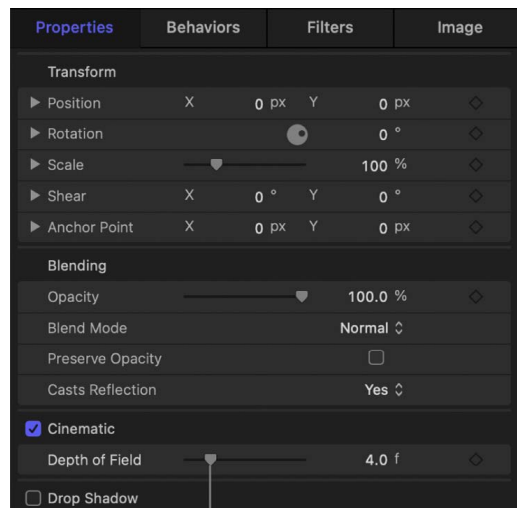 Properties Behaviors Filters Image
Transform
Position X 0 px Y 0 px
Rotation 0 °
Scale 100 %
Shear X 0 ° Y 0 °
Anchor Point X 0 px Y 0 px
Blending
Opacity 100.0 %
Blend Mode Normal
Preserve Opacity
Casts Reflection Yes
Cinematic
Depth of Field 4.0 f
Drop Shadow